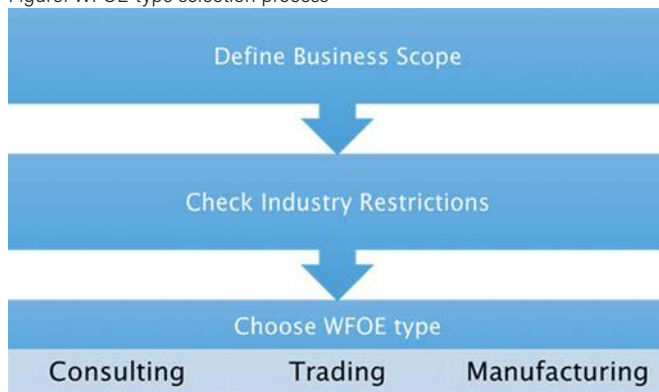 Figure: WFOE type selection process
Define Business Scope
Check Industry Restrictions
Choose WFOE type
Consulting Trading Manufacturing